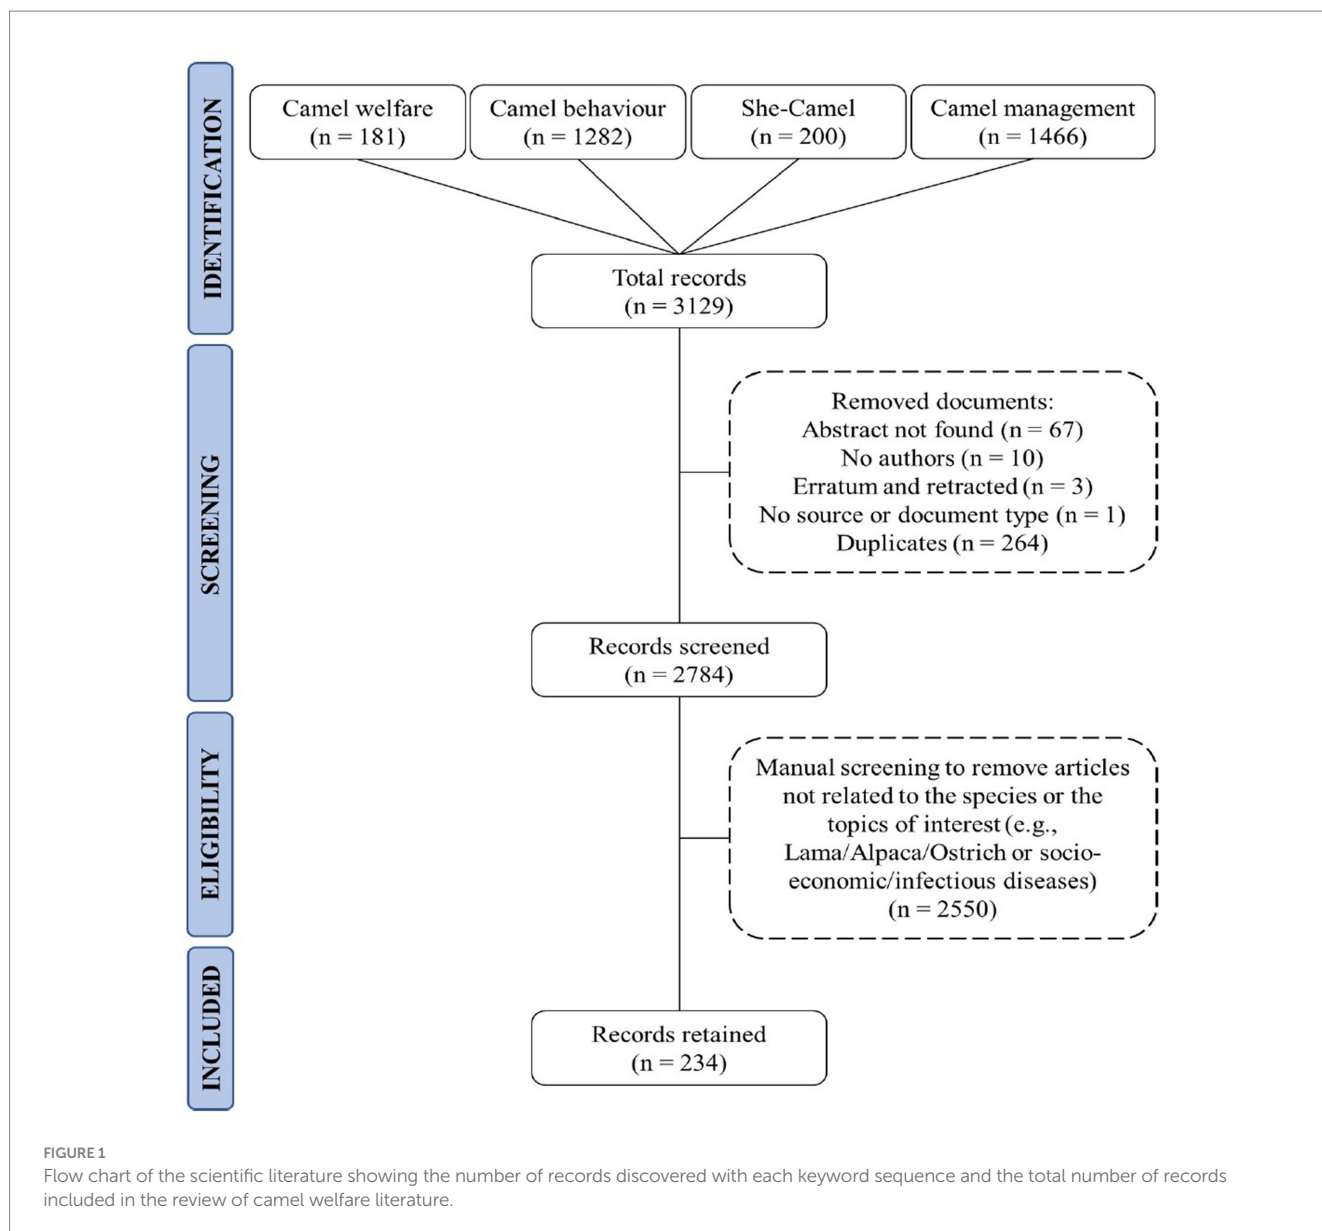 IDENTIFICATION
Camel welfare
(n = 181)
Camel behaviour
(n = 1282)
She-Camel
(n = 200)
Camel management
(n = 1466)
Total records
(n = 3129)
SCREENING
Removed documents:
Abstract not found (n = 67)
No authors (n = 10)
Erratum and retracted (n = 3)
No source or document type (n = 1)
Duplicates (n = 264)
Records screened
(n = 2784)
ELIGIBILITY
Manual screening to remove articles
not related to the species or the
topics of interest (e.g.,
Lama/Alpaca/Ostrich or socio-
economic/infectious diseases)
(n = 2550)
INCLUDED
Records retained
(n = 234)
FIGURE 1
Flow chart of the scientific literature showing the number of records discovered with each keyword sequence and the total number of records
included in the review of camel welfare literature.